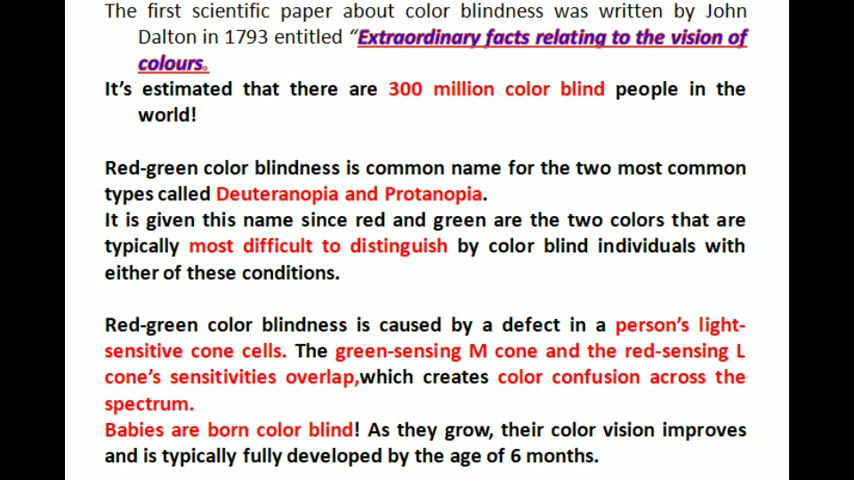 The first scientific paper about color blindness was written by John
Dalton in 1793 entitled “Extraordinary facts relating to the vision of
colours.
It’s estimated that there are 300 million color blind people in the
world!
Red-green color blindness is common name for the two most common
types called Deuteranopia and Protanopia.
It is given this name since red and green are the two colors that are
typically most difficult to distinguish by color blind individuals with
either of these conditions.
Red-green color blindness is caused by a defect in a person’s light-
sensitive cone cells. The green-sensing M cone and the red-sensing L
cone’s sensitivities overlap,which creates color confusion across the
spectrum.
Babies are born color blind! As they grow, their color vision improves
and is typically fully developed by the age of 6 months.